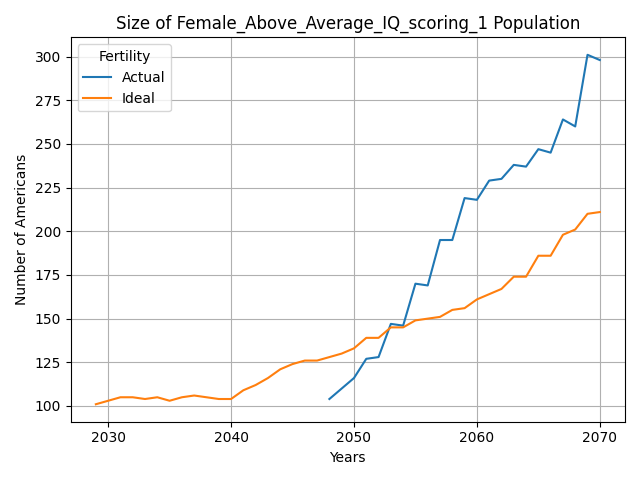 Size of Female_Above_Average_IQ_scoring_1 Population
Fertility
Actual
Ideal
300
275
250
225
200
175
150
125
100
Number of Americans
2030
2040
2050
2060
2070
Years